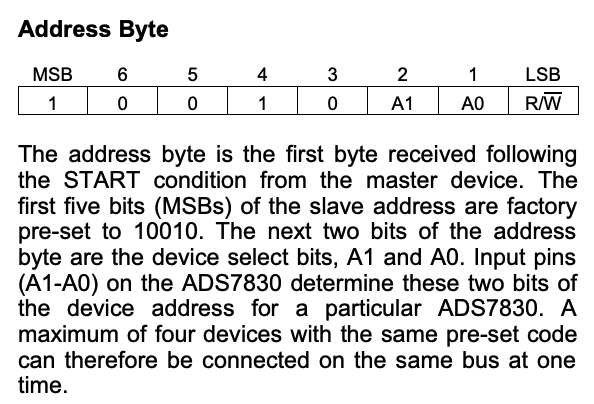 Address Byte
MSB 6 5 4 3 2 1 LSB
1 0 0 1 0 A1 A0 R/W̅
The address byte is the first byte received following
the START condition from the master device. The
first five bits (MSBs) of the slave address are factory
pre-set to 10010. The next two bits of the address
byte are the device select bits, A1 and A0. Input pins
(A1-A0) on the ADS7830 determine these two bits of
the device address for a particular ADS7830. A
maximum of four devices with the same pre-set code
can therefore be connected on the same bus at one
time.